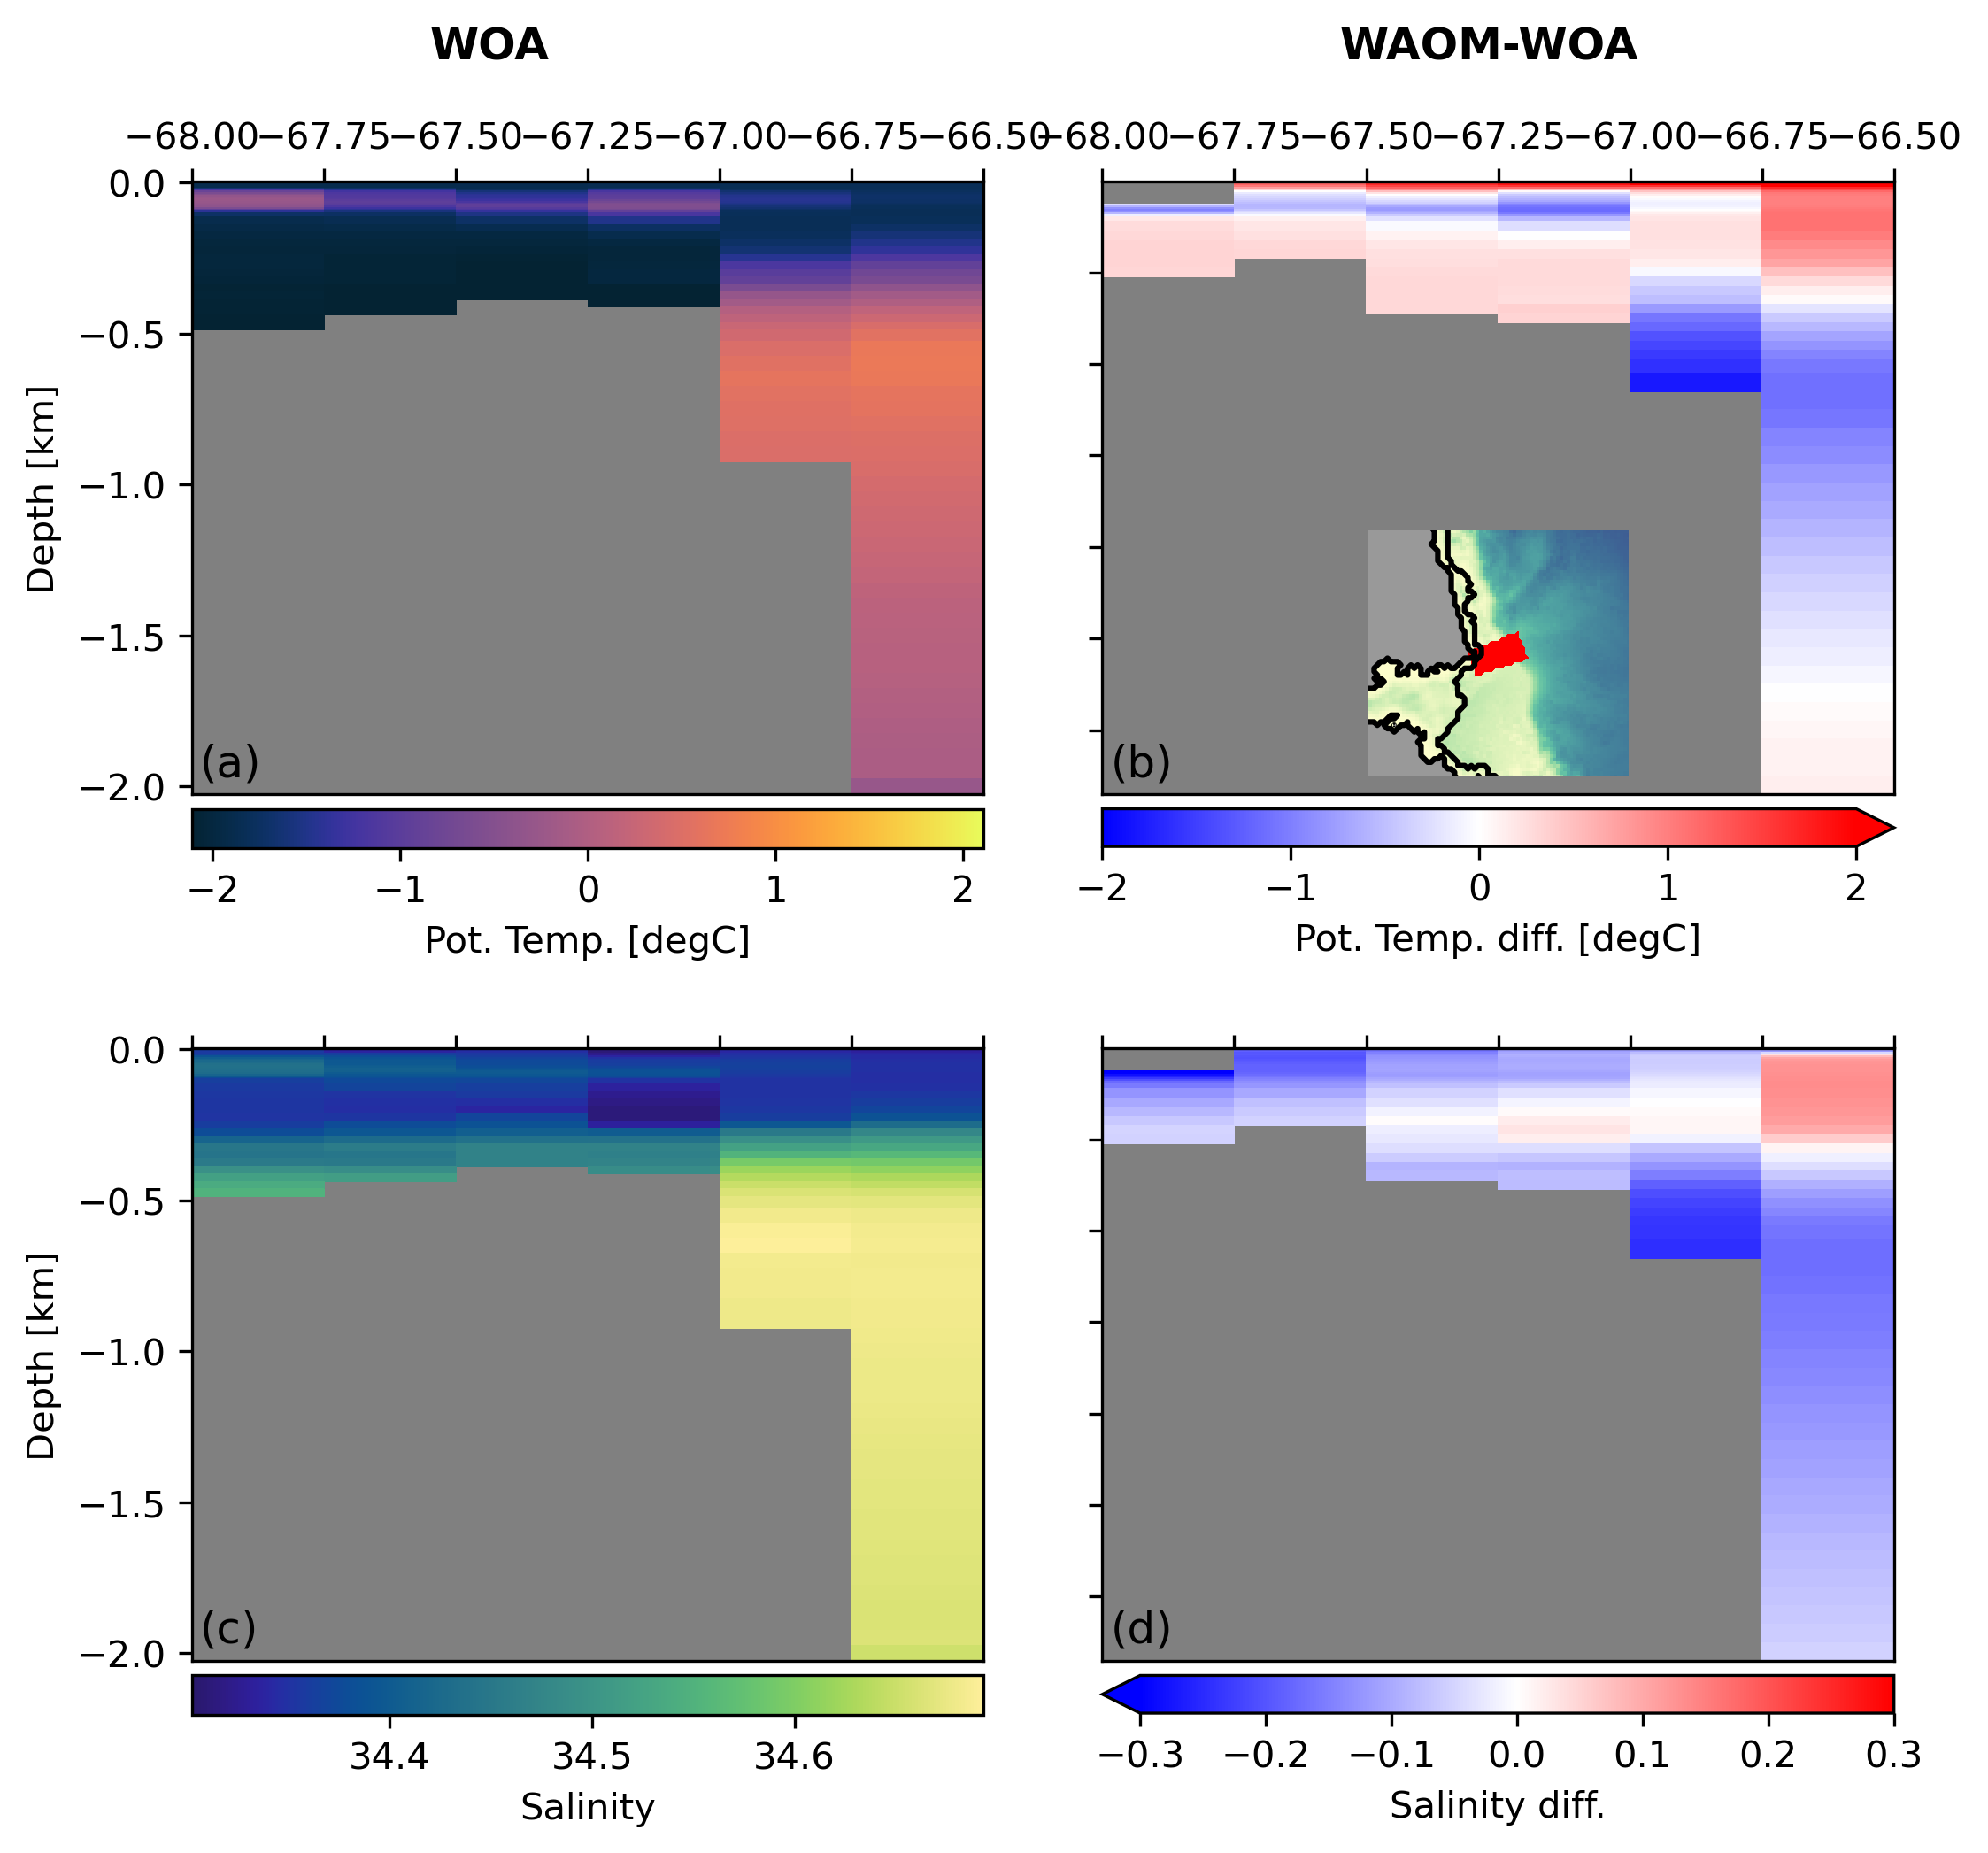 WOA
WAOM-WOA
−68.00 −67.75 −67.50 −67.25 −67.00 −66.75 −66.50
−68.00 −67.75 −67.50 −67.25 −67.00 −66.75 −66.50
0.0
−0.5
−1.0
−1.5
−2.0
Depth [km]
(a)
(b)
−2 −1 0 1 2
Pot. Temp. [degC]
−2 −1 0 1 2
Pot. Temp. diff. [degC]
0.0
−0.5
−1.0
−1.5
−2.0
Depth [km]
(c)
(d)
34.4 34.5 34.6
Salinity
−0.3 −0.2 −0.1 0.0 0.1 0.2 0.3
Salinity diff.